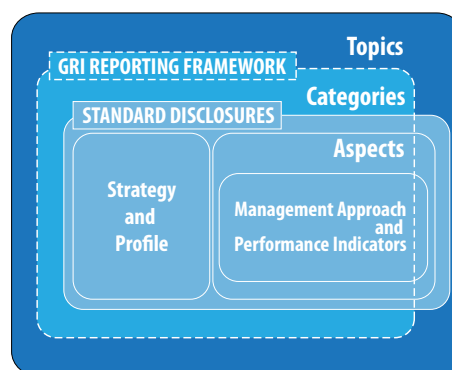 Topics
GRI REPORTING FRAMEWORK
Categories
STANDARD DISCLOSURES
Aspects
Strategy
and
Profile
Management Approach
and
Performance Indicators